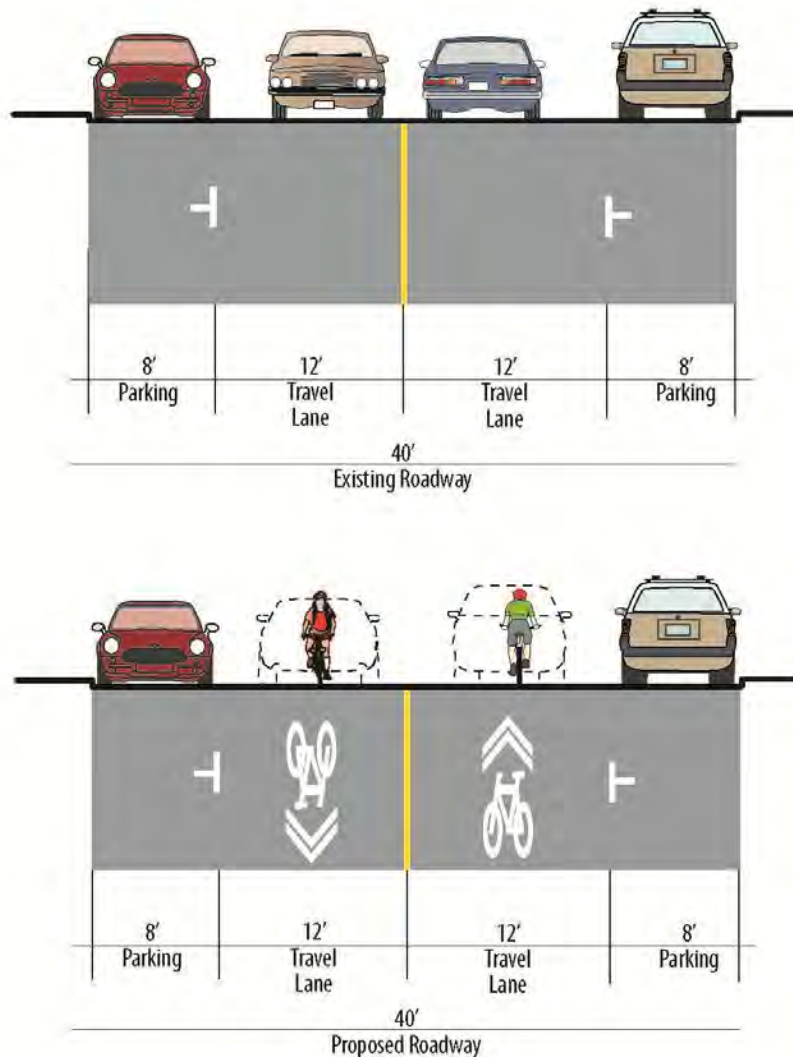 8' 12' 12' 8'
Parking Travel Travel Parking
Lane Lane
40'
Existing Roadway
8' 12' 12' 8'
Parking Travel Travel Parking
Lane Lane
40'
Proposed Roadway